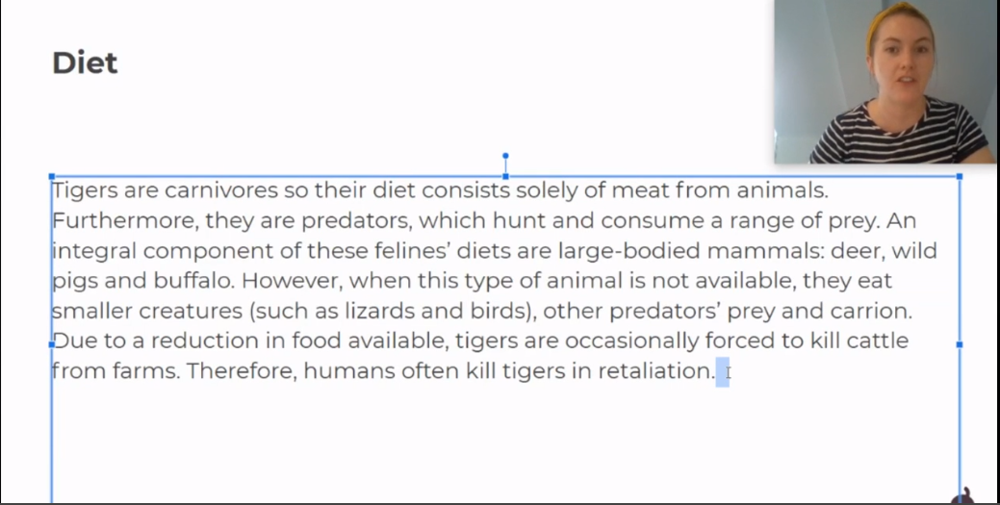 Diet
Tigers are carnivores so their diet consists solely of meat from animals.
Furthermore, they are predators, which hunt and consume a range of prey. An
integral component of these felines’ diets are large-bodied mammals: deer, wild
pigs and buffalo. However, when this type of animal is not available, they eat
smaller creatures (such as lizards and birds), other predators’ prey and carrion.
Due to a reduction in food available, tigers are occasionally forced to kill cattle
from farms. Therefore, humans often kill tigers in retaliation.